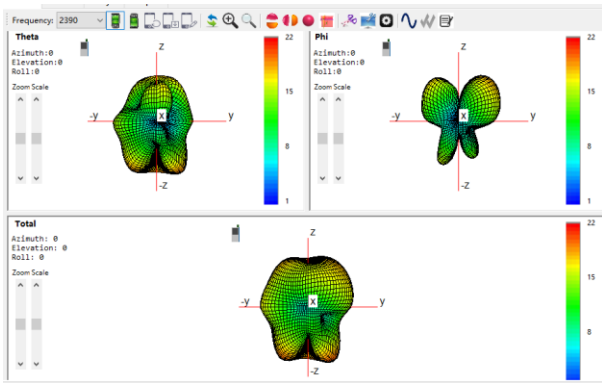 Frequency: 2390
Theta
Azimuth:0
Elevation:0
Roll:0
Zoom Scale
z
-y
x
y
-z
22
15
8
1
Phi
Azimuth:0
Elevation:0
Roll:0
Zoom Scale
z
-y
x
y
-z
22
15
8
1
Total
Azimuth: 0
Elevation: 0
Roll: 0
Zoom Scale
z
-y
x
y
-z
22
15
8